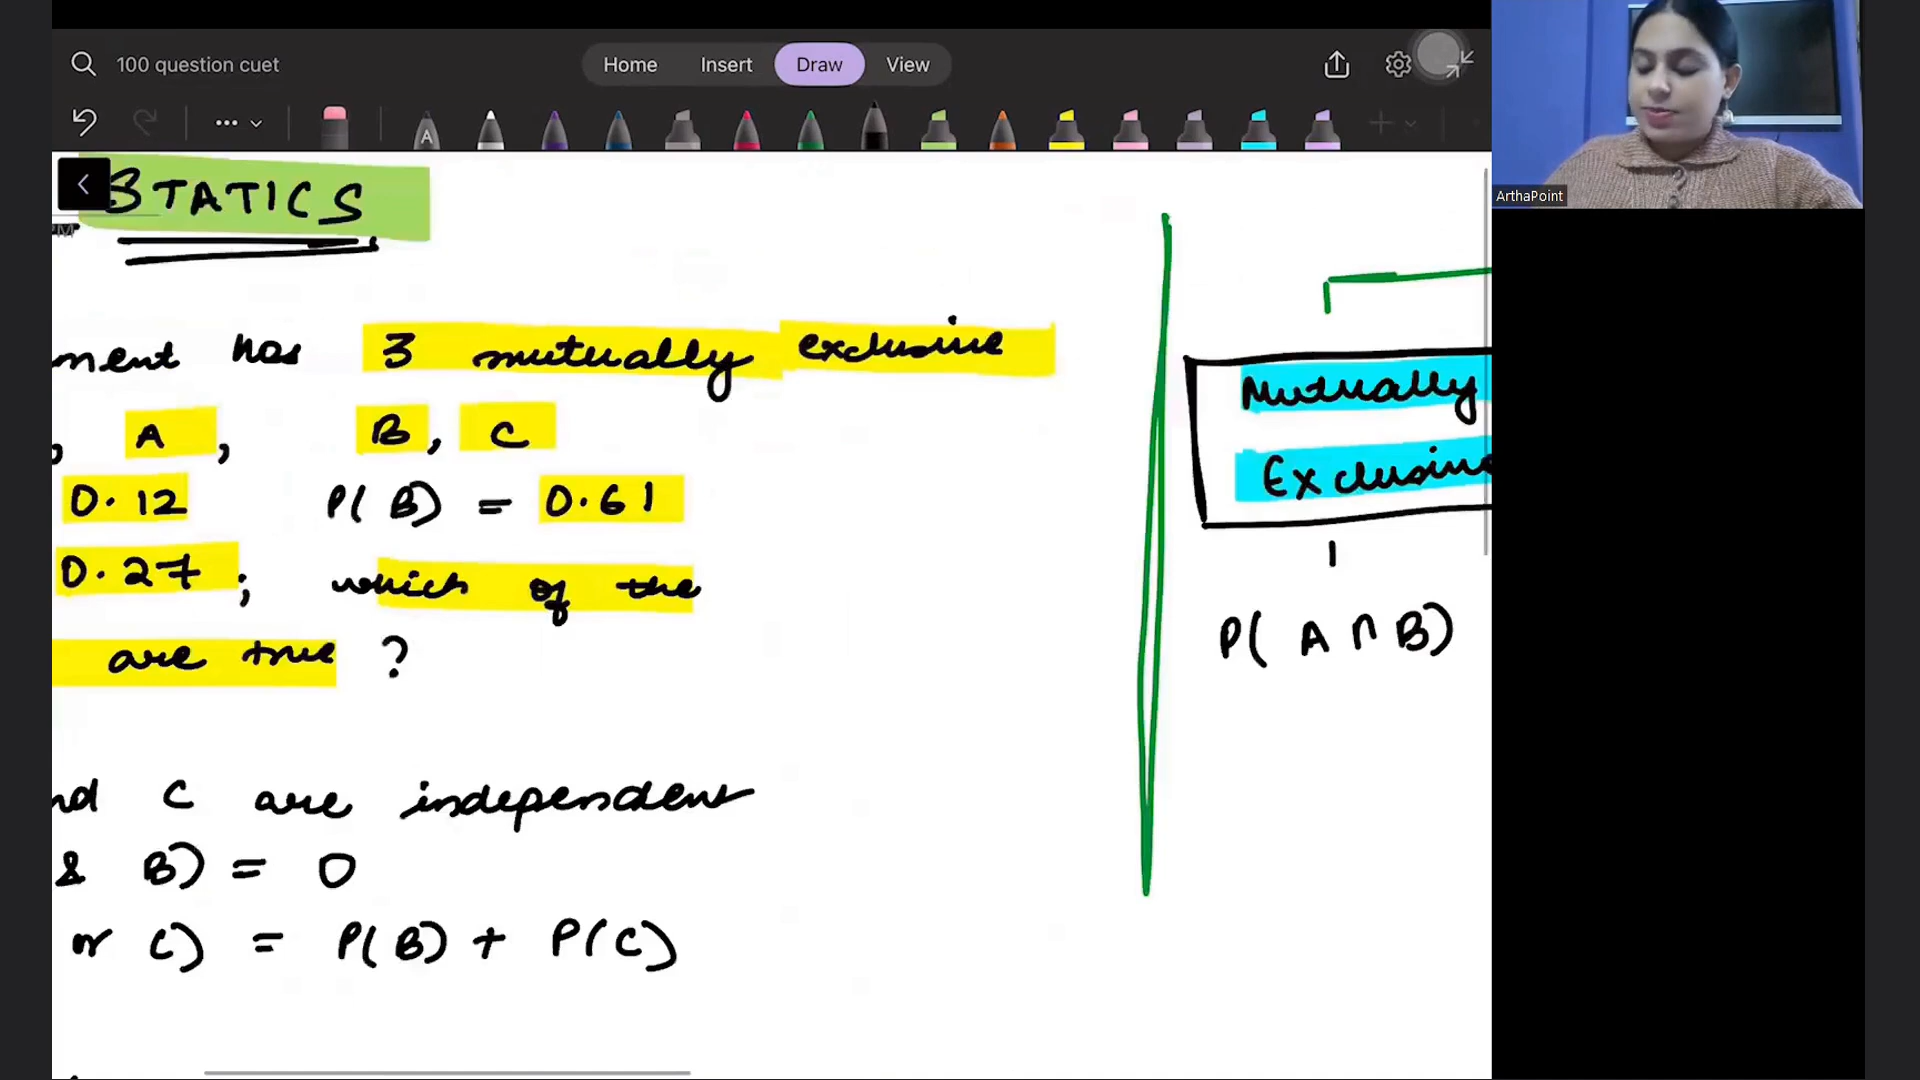 100 question cuet
Home Insert Draw View
A
ArthaPoint
STATICS
ment has 3 mutually exclusive
A, B, C
0.12 P(B) = 0.61
0.27; which of the
are true ?
nd C are independent
& B) = 0
or C) = P(B) + P(C)
Mutually
Exclusive
P( A ∩ B)